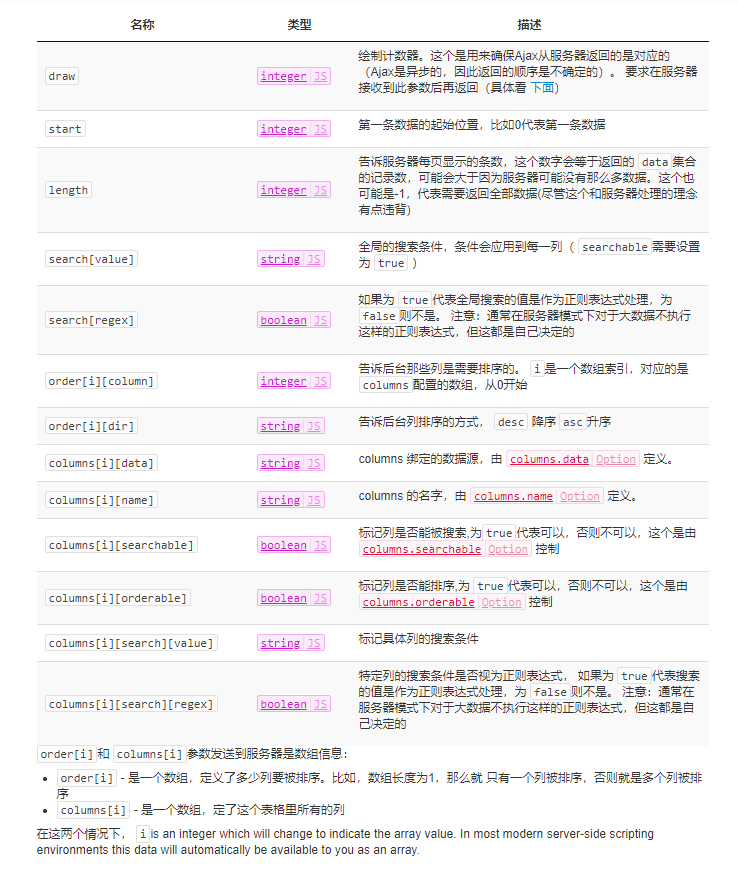 名称 类型 描述
绘制计数器。这个是用来确保Ajax从服务器返回的是对应的
draw integer JS （Ajax是异步的，因此返回的顺序是不确定的）。 要求在服务器
接收到此参数后再返回（具体看 下面）
start integer JS 第一条数据的起始位置，比如0代表第一条数据
告诉服务器每页显示的条数，这个数字会等于返回的 data 集合
length integer JS 的记录数，可能会大于因为服务器可能没有那么多数据。这个也
可能是-1，代表需要返回全部数据(尽管这个和服务器处理的理念
有点违背)
search[value] string JS 全局的搜索条件，条件会应用到每一列（ searchable 需要设置
为 true ）
如果为 true 代表全局搜索的值是作为正则表达式处理，为
search[regex] boolean JS false 则不是。 注意：通常在服务器模式下对于大数据不执行
这样的正则表达式，但这都是自己决定的
order[i][column] integer JS 告诉后台那些列是需要排序的。 i 是一个数组索引，对应的是
columns 配置的数组，从0开始
order[i][dir] string JS 告诉后台列排序的方式， desc 降序 asc 升序
columns[i][data] string JS columns 绑定的数据源，由 columns.data Option 定义。
columns[i][name] string JS columns 的名字，由 columns.name Option 定义。
columns[i][searchable] boolean JS 标记列是否能被搜索,为 true 代表可以，否则不可以，这个是由
columns.searchable Option 控制
columns[i][orderable] boolean JS 标记列是否能排序,为 true 代表可以，否则不可以，这个是由
columns.orderable Option 控制
columns[i][search][value] string JS 标记具体列的搜索条件
特定列的搜索条件是否视为正则表达式， 如果为 true 代表搜索
columns[i][search][regex] boolean JS 的值是作为正则表达式处理，为 false 则不是。 注意：通常在
服务器模式下对于大数据不执行这样的正则表达式，但这都是自
己决定的
order[i] 和 columns[i] 参数发送到服务器是数组信息：
• order[i] - 是一个数组，定义了多少列要被排序。比如，数组长度为1，那么就 只有一个列被排序，否则就是多个列被排
序
• columns[i] - 是一个数组，定了这个表格里所有的列
在这两个情况下， i is an integer which will change to indicate the array value. In most modern server-side scripting
environments this data will automatically be available to you as an array.